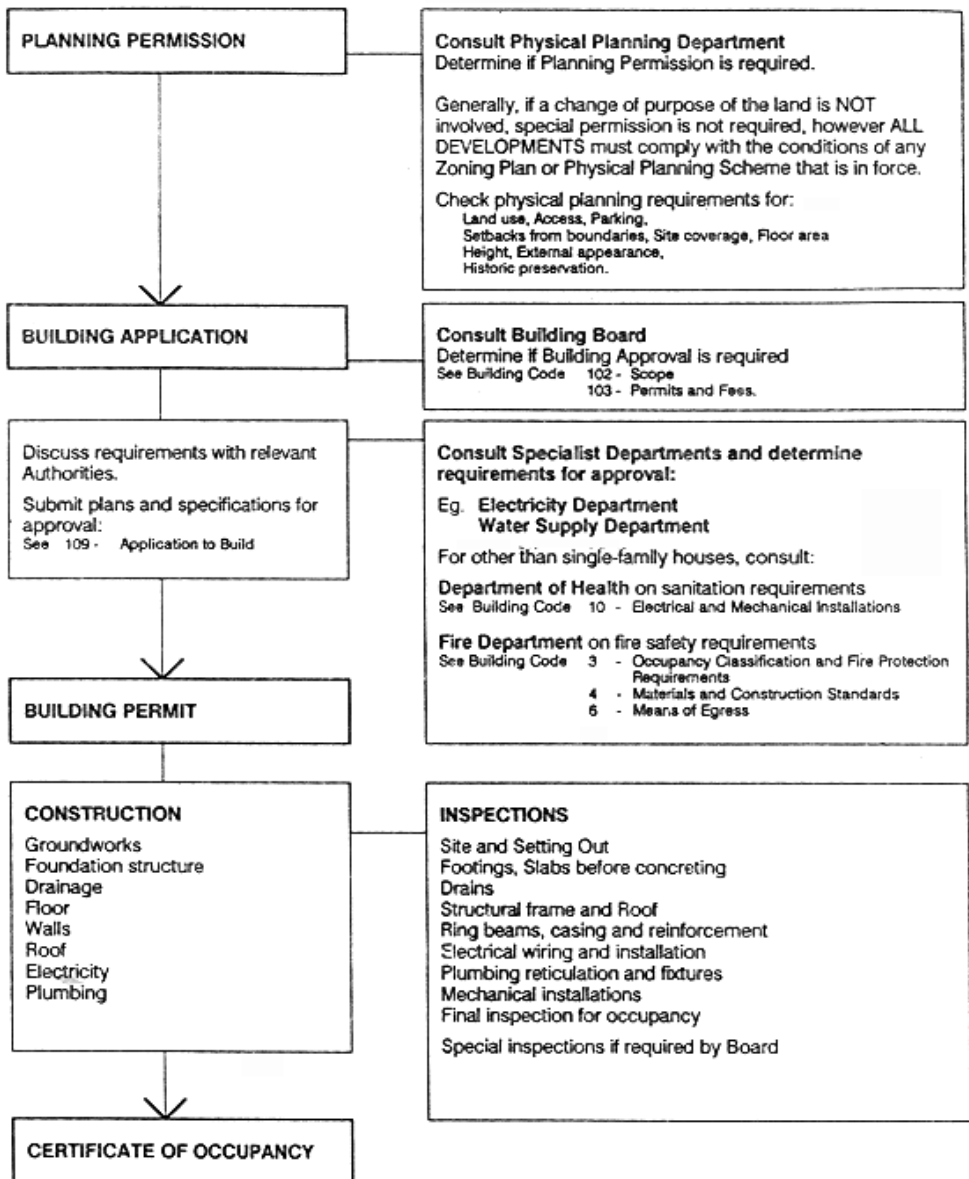 PLANNING PERMISSION
Consult Physical Planning Department
Determine if Planning Permission is required.
Generally, if a change of purpose of the land is NOT
involved, special permission is not required, however ALL
DEVELOPMENTS must comply with the conditions of any
Zoning Plan or Physical Planning Scheme that is in force.
Check physical planning requirements for:
Land use, Access, Parking,
Setbacks from boundaries, Site coverage, Floor area
Height, External appearance,
Historic preservation.
BUILDING APPLICATION
Consult Building Board
Determine if Building Approval is required
See Building Code 102 - Scope
103 - Permits and Fees.
Discuss requirements with relevant
Authorities.
Submit plans and specifications for
approval:
See 109 - Application to Build
Consult Specialist Departments and determine
requirements for approval:
Eg. Electricity Department
Water Supply Department
For other than single-family houses, consult:
Department of Health on sanitation requirements
See Building Code 10 - Electrical and Mechanical Installations
Fire Department on fire safety requirements
See Building Code 3 - Occupancy Classification and Fire Protection
Requirements
4 - Materials and Construction Standards
6 - Means of Egress
BUILDING PERMIT
CONSTRUCTION
Groundworks
Foundation structure
Drainage
Floor
Walls
Roof
Electricity
Plumbing
INSPECTIONS
Site and Setting Out
Footings, Slabs before concreting
Drains
Structural frame and Roof
Ring beams, casing and reinforcement
Electrical wiring and installation
Plumbing reticulation and fixtures
Mechanical installations
Final inspection for occupancy
Special inspections if required by Board
CERTIFICATE OF OCCUPANCY